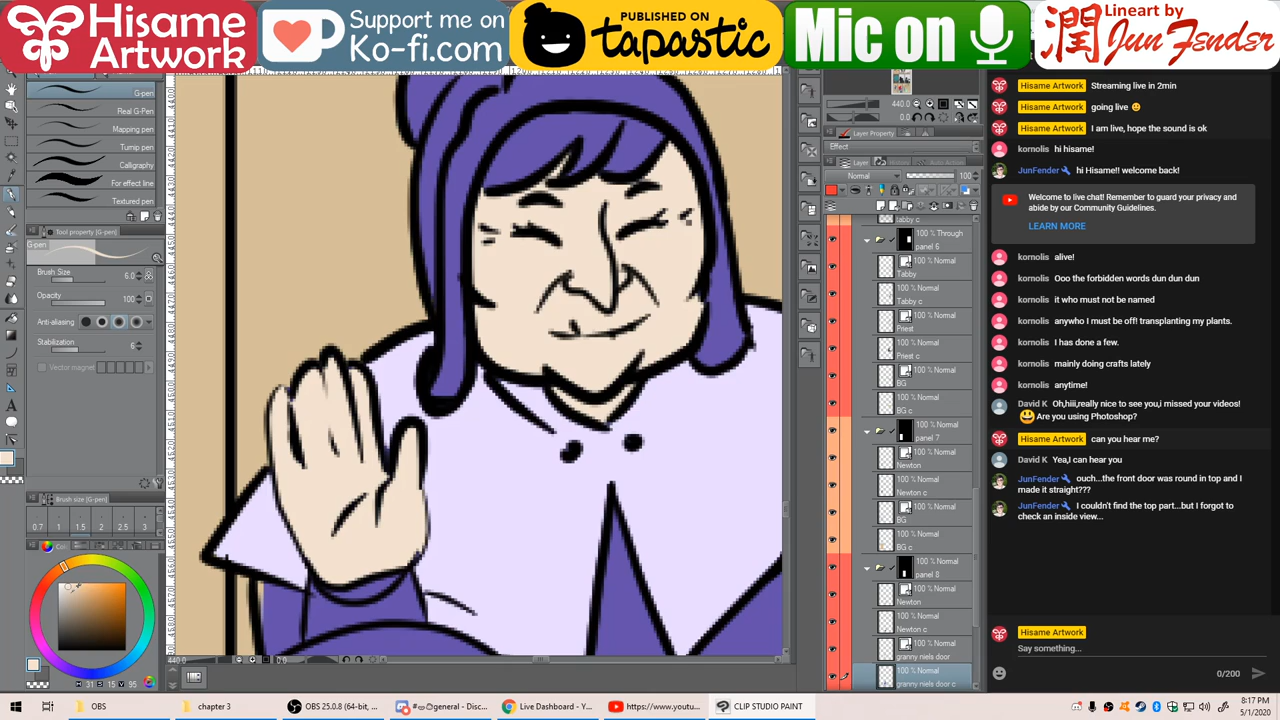 Hisame
Artwork
Support me on
Ko-fi.com
PUBLISHED ON
tapastic
Mic on
Lineart by
潤 JunFender
G-pen
Real G-Pen
Mapping pen
Turnip pen
Calligraphy
For effect line
Textured pen
Tool property [G-pen]
G-pen
Brush Size 6.0
Opacity 100
Anti-aliasing
Stabilization 6
Vector magnet
Brush size [G-pen]
0.7 1 1.5 2 2.5 3
H 31 S 15 V 95
440.0
0.0
440.0
0.0
Layer Property
Effect
Layer
Normal 100
tabby c
100 % Through
panel 6
100 % Normal
Tabby
100 % Normal
Tabby c
100 % Normal
Priest
100 % Normal
Priest c
100 % Normal
BG
100 % Normal
BG c
100 % Normal
panel 7
100 % Normal
Newton
100 % Normal
Newton c
100 % Normal
BG
100 % Normal
BG c
100 % Normal
panel 8
100 % Normal
Newton
100 % Normal
Newton c
100 % Normal
granny niels door
100 % Normal
granny niels door c
Hisame Artwork Streaming live in 2min
Hisame Artwork going live
Hisame Artwork I am live, hope the sound is ok
kornolis hi hisame!
JunFender hi Hisame!! welcome back!
Welcome to live chat! Remember to guard your privacy and
abide by our Community Guidelines.
LEARN MORE
kornolis alive!
kornolis Ooo the forbidden words dun dun dun
kornolis it who must not be named
kornolis anywho I must be off! transplanting my plants.
kornolis I has done a few.
kornolis mainly doing crafts lately
kornolis anytime!
David K Oh,hiii,really nice to see you,i missed your videos!
Are you using Photoshop?
Hisame Artwork can you hear me?
David K Yea,I can hear you
JunFender ouch...the front door was round in top and I
made it straight???
JunFender I couldn't find the top part...but I forgot to
check an inside view...
Hisame Artwork
Say something...
0/200
OBS
chapter 3
OBS 25.0.8 (64-bit, ...
#general - Disc...
Live Dashboard - Y...
https://www.youtu...
CLIP STUDIO PAINT
8:17 PM
5/1/2020